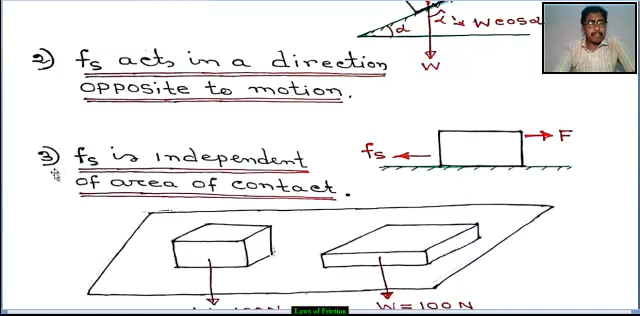 α
α
W cos α
W
2) fs acts in a direction
OPPOSITE to motion.
3) fs is independent
of area of contact.
fs
F
W = 100 N
Laws of Friction